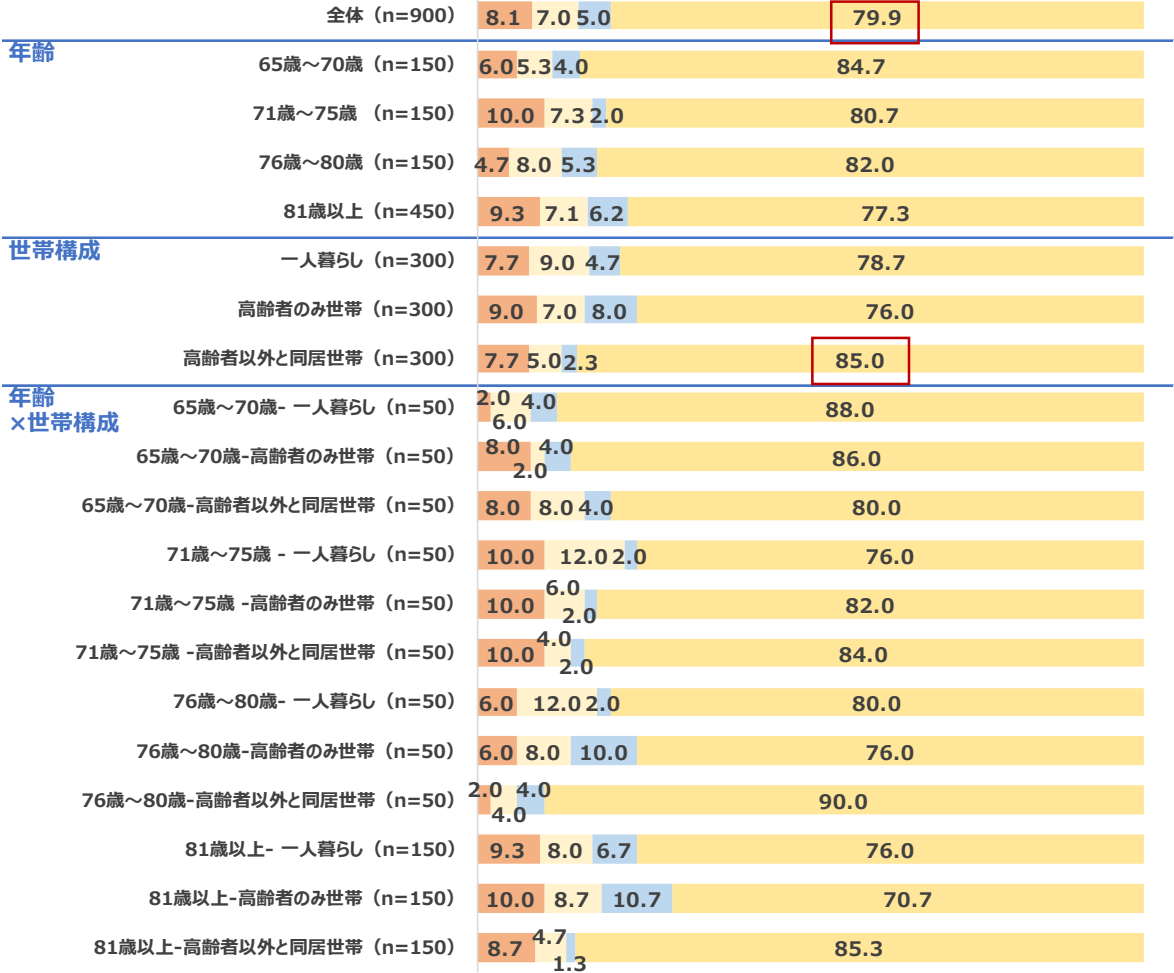 全体（n=900） 8.1 7.0 5.0 79.9
年齢
65歳～70歳（n=150） 6.0 5.3 4.0 84.7
71歳～75歳 （n=150） 10.0 7.3 2.0 80.7
76歳～80歳（n=150） 4.7 8.0 5.3 82.0
81歳以上（n=450） 9.3 7.1 6.2 77.3
世帯構成
一人暮らし（n=300） 7.7 9.0 4.7 78.7
高齢者のみ世帯（n=300） 9.0 7.0 8.0 76.0
高齢者以外と同居世帯（n=300） 7.7 5.0 2.3 85.0
年齢
×世帯構成
65歳～70歳- 一人暮らし（n=50） 2.0 6.0 4.0 88.0
65歳～70歳-高齢者のみ世帯（n=50） 8.0 2.0 4.0 86.0
65歳～70歳-高齢者以外と同居世帯（n=50） 8.0 8.0 4.0 80.0
71歳～75歳 - 一人暮らし（n=50） 10.0 12.0 2.0 76.0
71歳～75歳 -高齢者のみ世帯（n=50） 10.0 6.0 2.0 82.0
71歳～75歳 -高齢者以外と同居世帯（n=50） 10.0 4.0 2.0 84.0
76歳～80歳- 一人暮らし（n=50） 6.0 12.0 2.0 80.0
76歳～80歳-高齢者のみ世帯（n=50） 6.0 8.0 10.0 76.0
76歳～80歳-高齢者以外と同居世帯（n=50） 2.0 4.0 4.0 90.0
81歳以上- 一人暮らし（n=150） 9.3 8.0 6.7 76.0
81歳以上-高齢者のみ世帯（n=150） 10.0 8.7 10.7 70.7
81歳以上-高齢者以外と同居世帯（n=150） 8.7 4.7 1.3 85.3